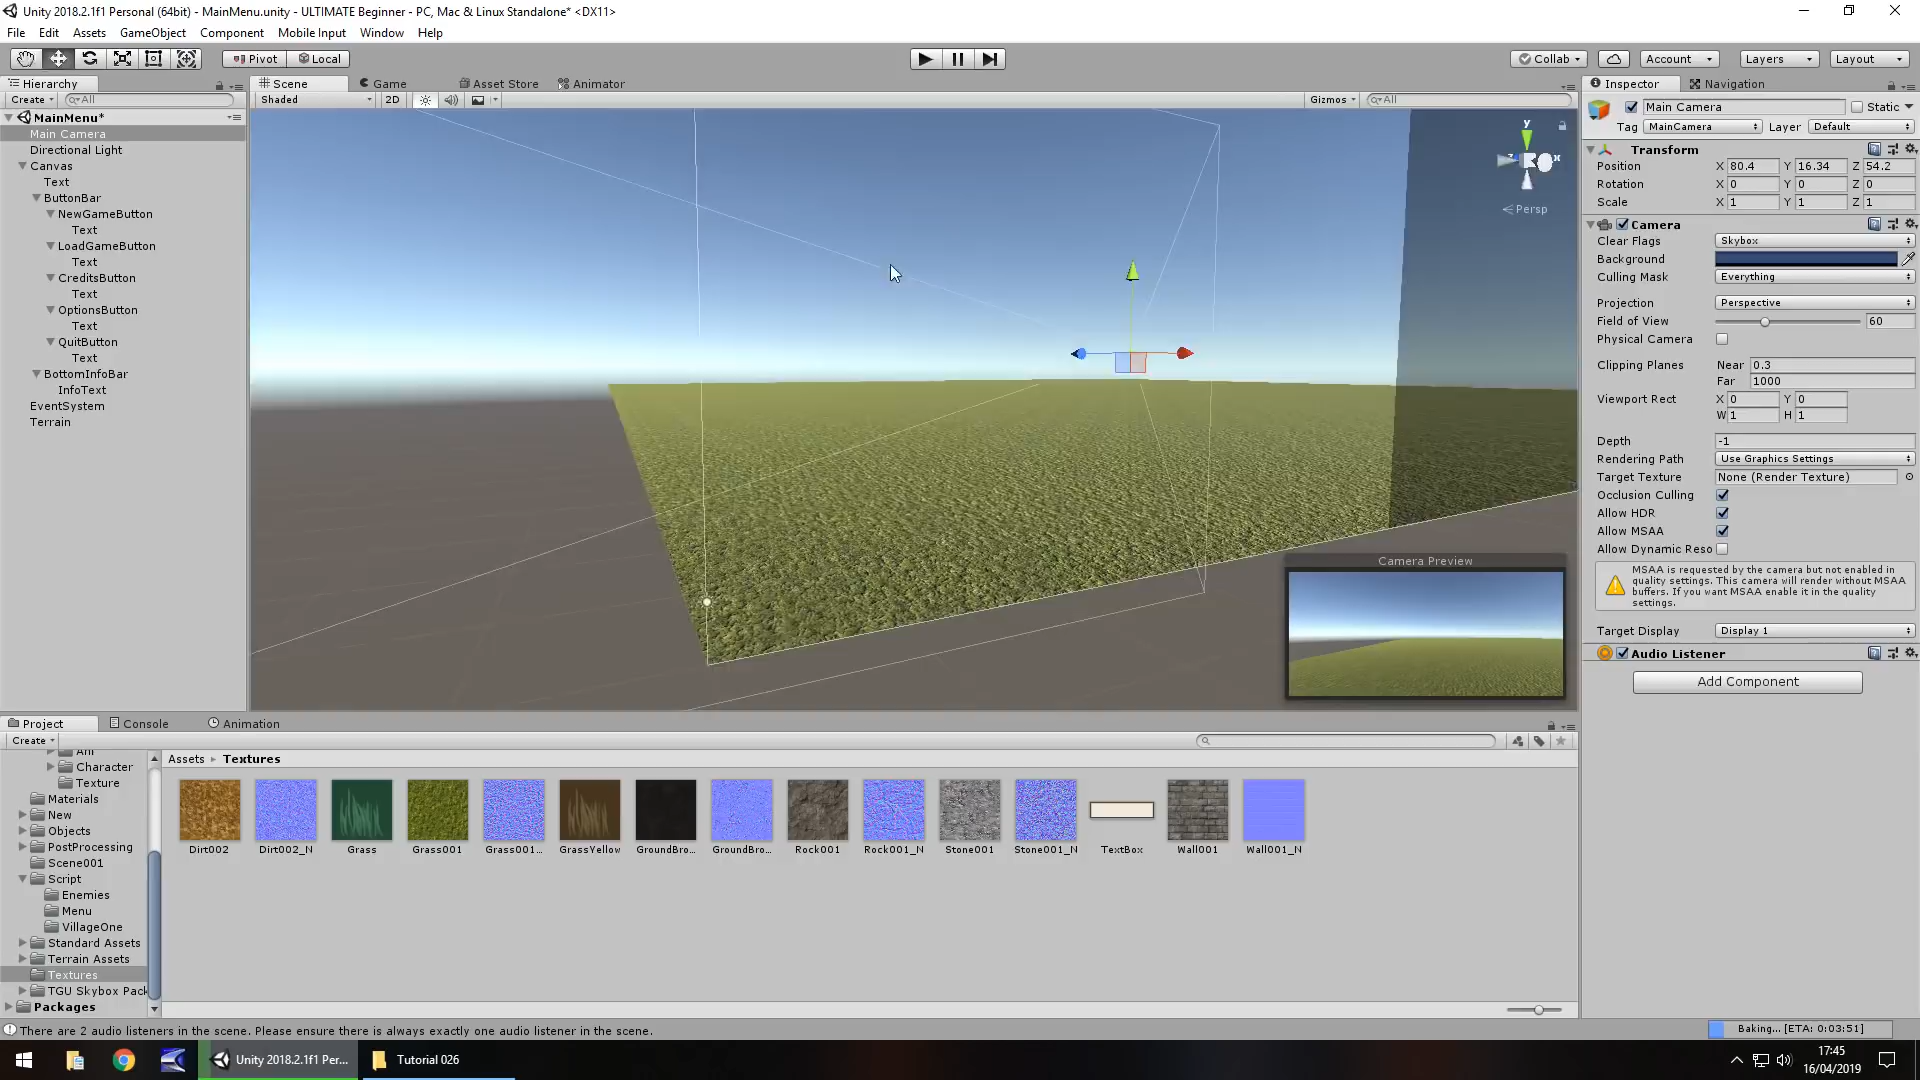 Unity 2018.2.1f1 Personal (64bit) - MainMenu.unity - ULTIMATE Beginner - PC, Mac & Linux Standalone* <DX11>
File Edit Assets GameObject Component Mobile Input Window Help
Pivot Local Collab Account Layers Layout
Hierarchy
Create All
MainMenu*
Main Camera
Directional Light
Canvas
Text
ButtonBar
NewGameButton
Text
LoadGameButton
Text
CreditsButton
Text
OptionsButton
Text
QuitButton
Text
BottomInfoBar
InfoText
EventSystem
Terrain
Scene Game Asset Store Animator
Shaded 2D Gizmos All
y
x
Persp
Camera Preview
Inspector Navigation
Main Camera Static
Tag MainCamera Layer Default
Transform
Position X 80.4 Y 16.34 Z 54.2
Rotation X 0 Y 0 Z 0
Scale X 1 Y 1 Z 1
Camera
Clear Flags Skybox
Background
Culling Mask Everything
Projection Perspective
Field of View 60
Physical Camera
Clipping Planes Near 0.3
Far 1000
Viewport Rect X 0 Y 0
W 1 H 1
Depth -1
Rendering Path Use Graphics Settings
Target Texture None (Render Texture)
Occlusion Culling
Allow HDR
Allow MSAA
Allow Dynamic Reso
MSAA is requested by the camera but not enabled in
quality settings. This camera will render without MSAA
buffers. If you want MSAA enable it in the quality
settings.
Target Display Display 1
Audio Listener
Add Component
Project Console Animation
Create
Ani
Character
Texture
Materials
New
Objects
PostProcessing
Scene001
Script
Enemies
Menu
VillageOne
Standard Assets
Terrain Assets
Textures
TGU Skybox Pack
Packages
Assets Textures
Dirt002 Dirt002_N Grass Grass001 Grass001... GrassYellow GroundBro... GroundBro... Rock001 Rock001_N Stone001 Stone001_N TextBox Wall001 Wall001_N
There are 2 audio listeners in the scene. Please ensure there is always exactly one audio listener in the scene.
Baking... [ETA: 0:03:51]
Unity 2018.2.1f1 Per... Tutorial 026
17:45
16/04/2019